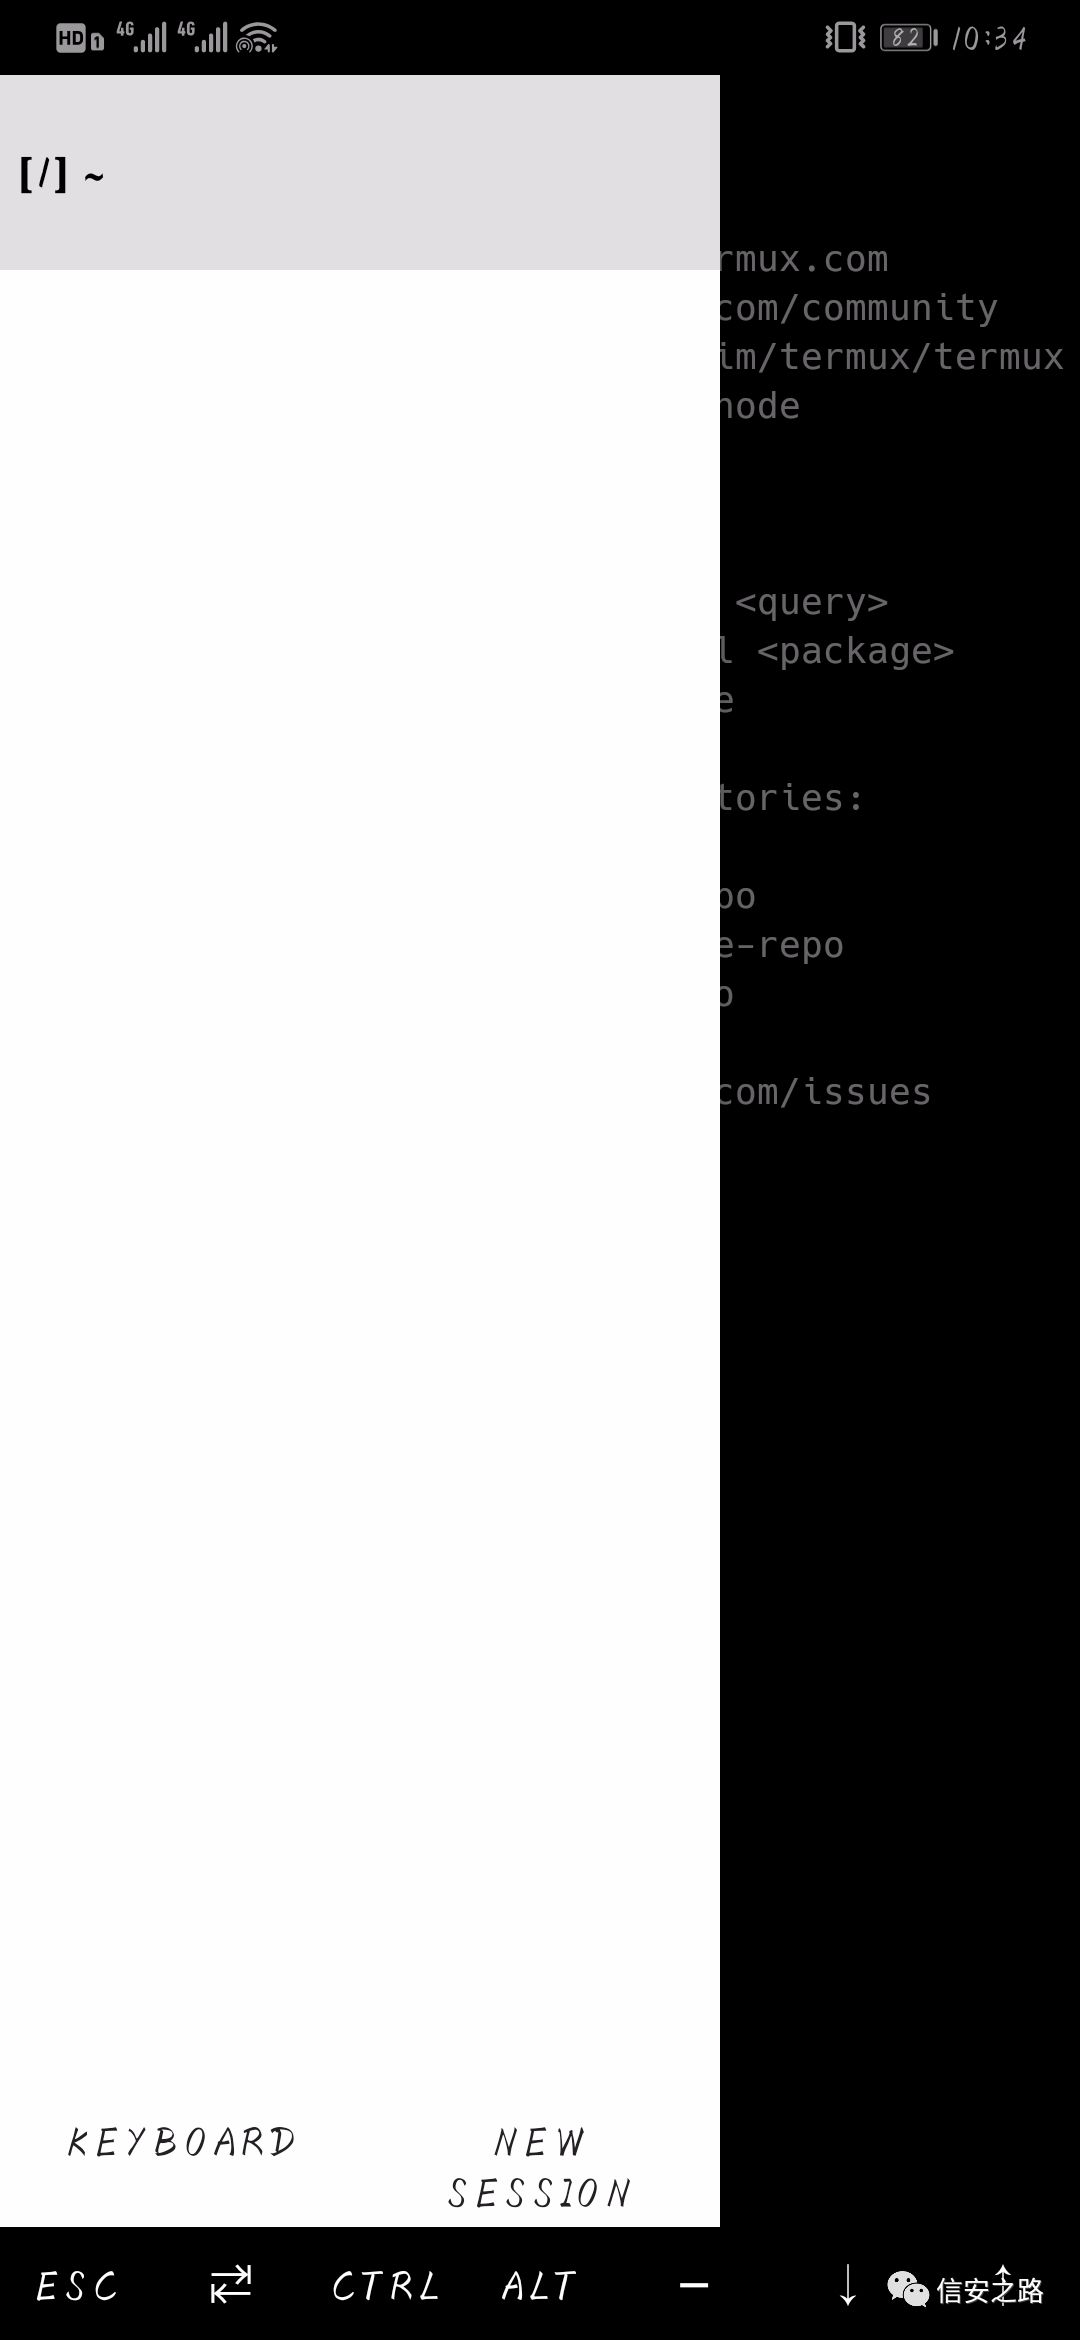 HD 1 4G 4G 82 10:34
[/] ~
rmux.com
com/community
im/termux/termux
node
<query>
l <package>
e
tories:
po
e-repo
o
com/issues
KEYBOARD
NEW
SESSION
ESC CTRL ALT — 信安之路